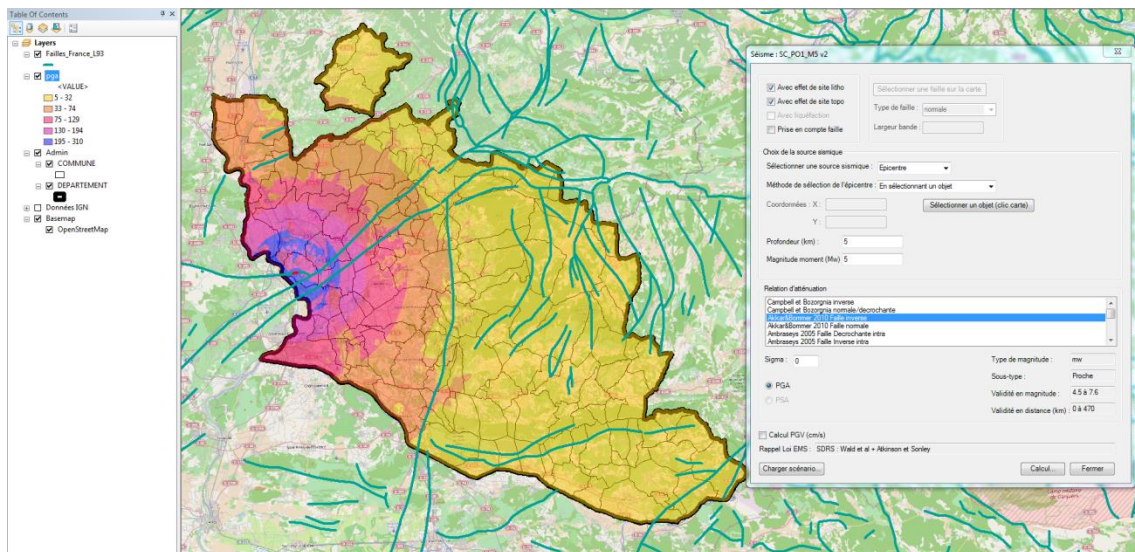 Table Of Contents
Layers
Failles_France_L93
pga
<VALUE>
5 - 32
33 - 74
75 - 129
130 - 194
195 - 310
Admin
COMMUNE
DEPARTEMENT
Données IGN
Basemap
OpenStreetMap
Séisme : SC_PO1_M5 v2
Avec effet de site litho
Avec effet de site topo
Avec liquéfaction
Prise en compte faille
Sélectionner une faille sur la carte
Type de faille : normale
Largeur bande :
Choix de la source sismique
Sélectionner une source sismique : Epicentre
Méthode de sélection de l'épicentre : En sélectionnant un objet
Coordonnées : X :
Sélectionner un objet (clic carte)
Y :
Profondeur (km) : 5
Magnitude moment (Mw) 5
Relation d'atténuation
Campbell et Bozorgnia inverse
Campbell et Bozorgnia normale/decrochante
Akkar&Bommer 2010 Faille inverse
Akkar&Bommer 2010 Faille normale
Ambraseys 2005 Faille Decrochante intra
Ambraseys 2005 Faille Inverse intra
Sigma : 0
Type de magnitude : mw
Sous-type : Proche
PGA
PSA
Validité en magnitude : 4.5 à 7.6
Validité en distance (km) : 0 à 470
Calcul PGV (cm/s)
Rappel Loi EMS : SDRS : Wald et al + Atkinson et Sonley
Charger scénario...
Calcul...
Fermer